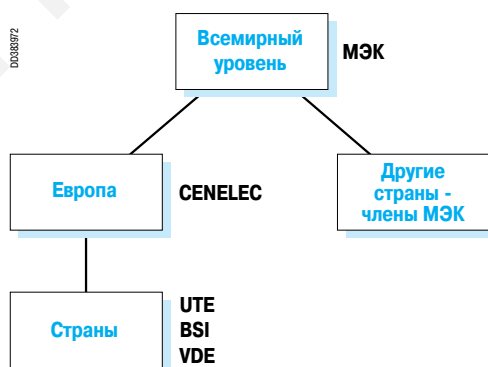 DD383972
Всемирный
уровень
МЭК
Европа
CENELEC
Другие
страны -
члены МЭК
Страны
UTE
BSI
VDE